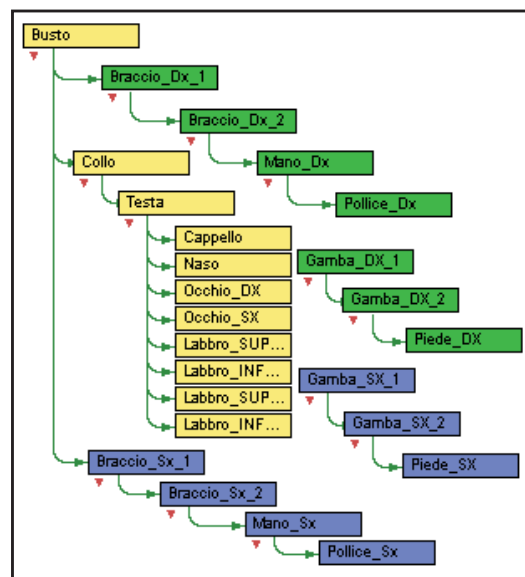 Busto
Braccio_Dx_1
Braccio_Dx_2
Collo
Mano_Dx
Testa
Pollice_Dx
Cappello
Naso
Gamba_DX_1
Occhio_DX
Gamba_DX_2
Occhio_SX
Labbro_SUP...
Piede_DX
Labbro_INF...
Gamba_SX_1
Labbro_SUP...
Labbro_INF...
Gamba_SX_2
Braccio_Sx_1
Piede_SX
Braccio_Sx_2
Mano_Sx
Pollice_Sx